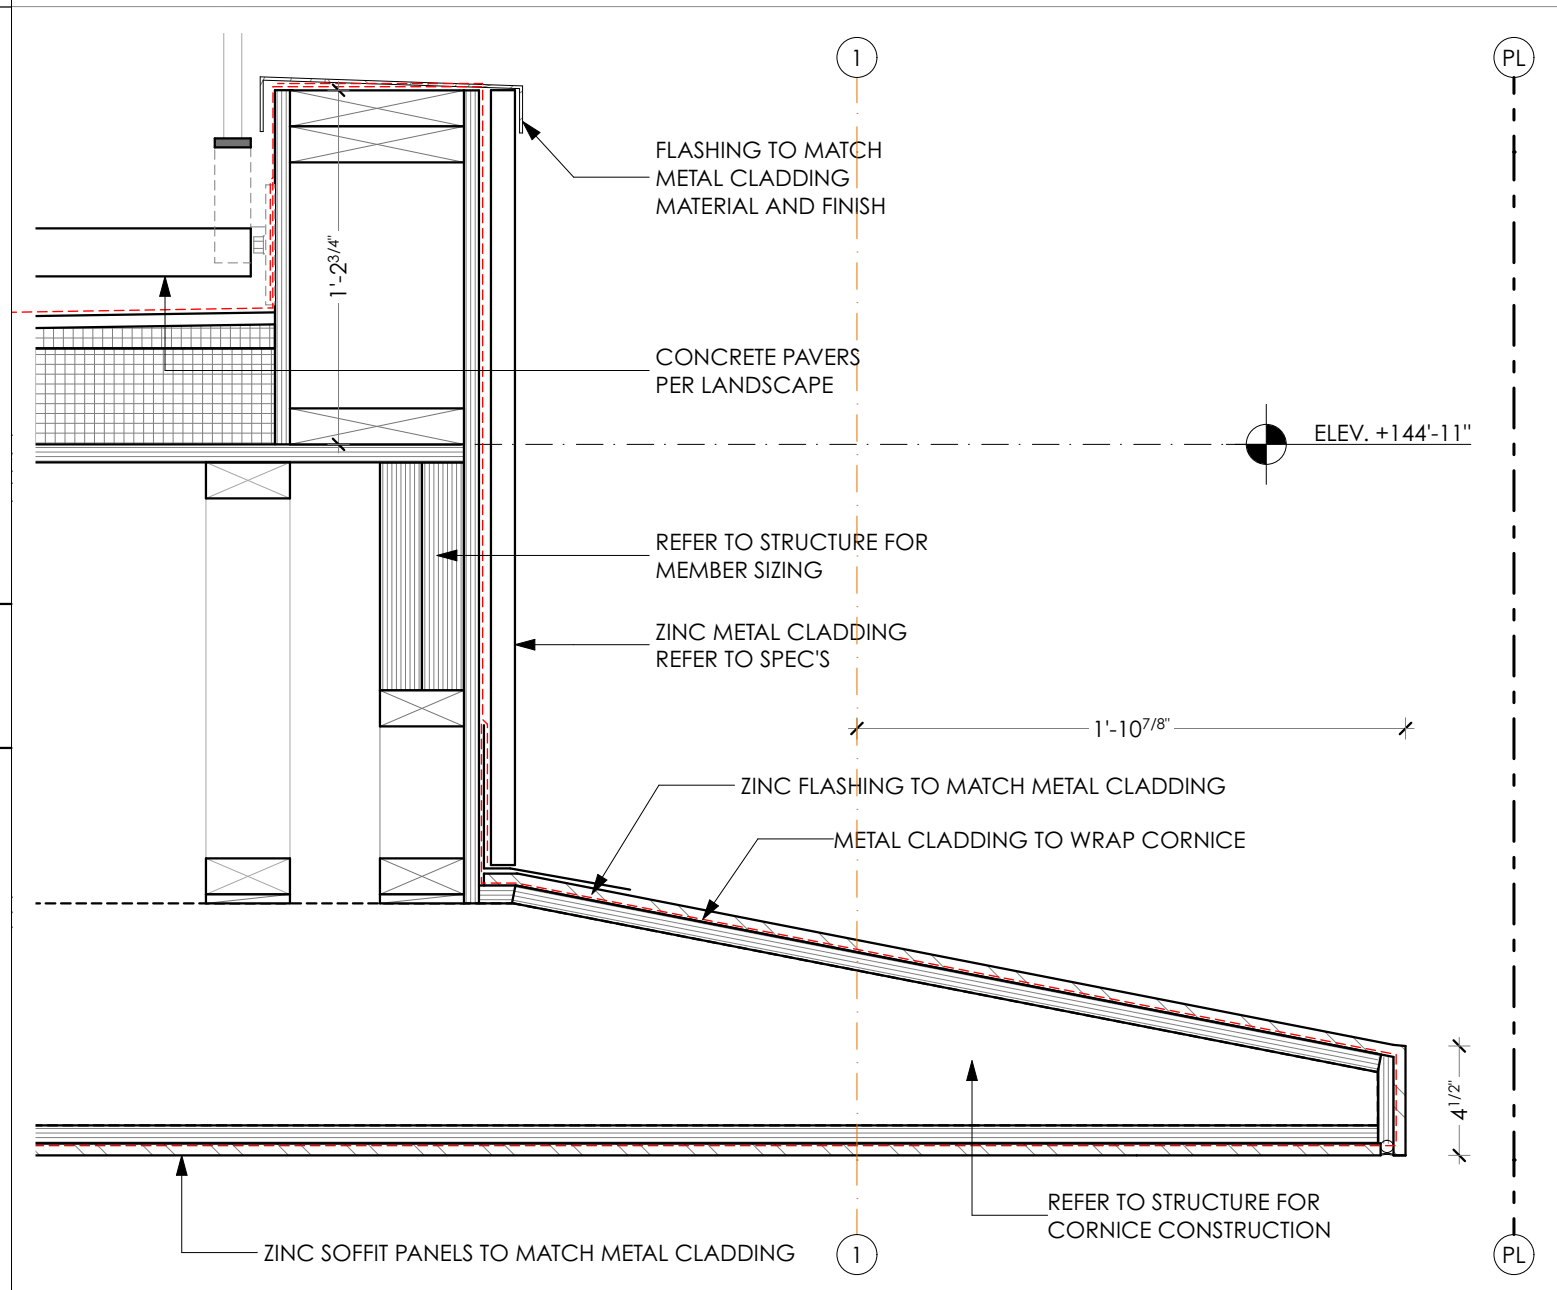 1
PL
FLASHING TO MATCH
METAL CLADDING
MATERIAL AND FINISH
1'-2 3/4"
CONCRETE PAVERS
PER LANDSCAPE
ELEV. +144'-11"
REFER TO STRUCTURE FOR
MEMBER SIZING
ZINC METAL CLADDING
REFER TO SPEC'S
1'-10 7/8"
ZINC FLASHING TO MATCH METAL CLADDING
METAL CLADDING TO WRAP CORNICE
4 1/2"
REFER TO STRUCTURE FOR
CORNICE CONSTRUCTION
ZINC SOFFIT PANELS TO MATCH METAL CLADDING
1
PL